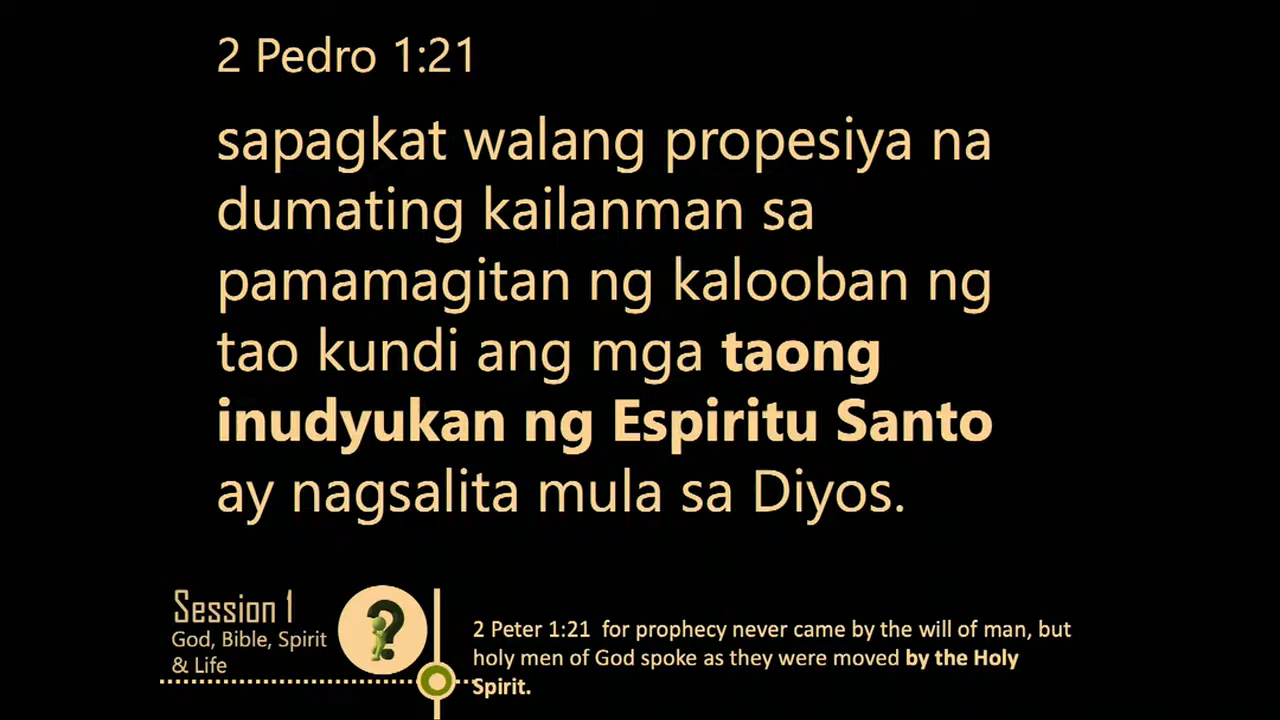 2 Pedro 1:21
sapagkat walang propesiya na
dumating kailanman sa
pamamagitan ng kalooban ng
tao kundi ang mga taong
inudyukan ng Espiritu Santo
ay nagsalita mula sa Diyos.
Session 1
God, Bible, Spirit
& Life
2 Peter 1:21 for prophecy never came by the will of man, but
holy men of God spoke as they were moved by the Holy
Spirit.